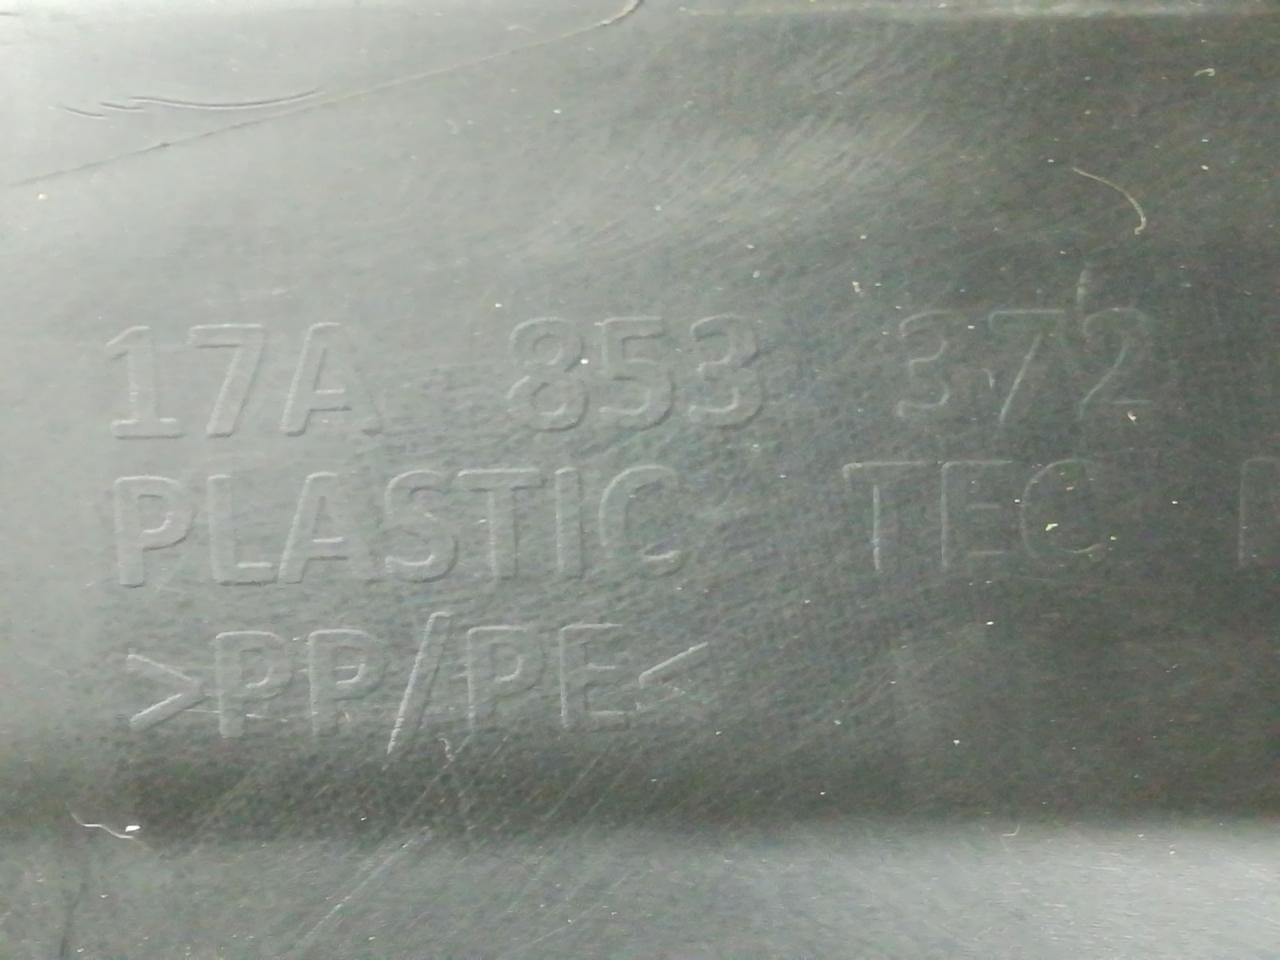 17A 853 372
PLASTIC TEC
>PP/PE<